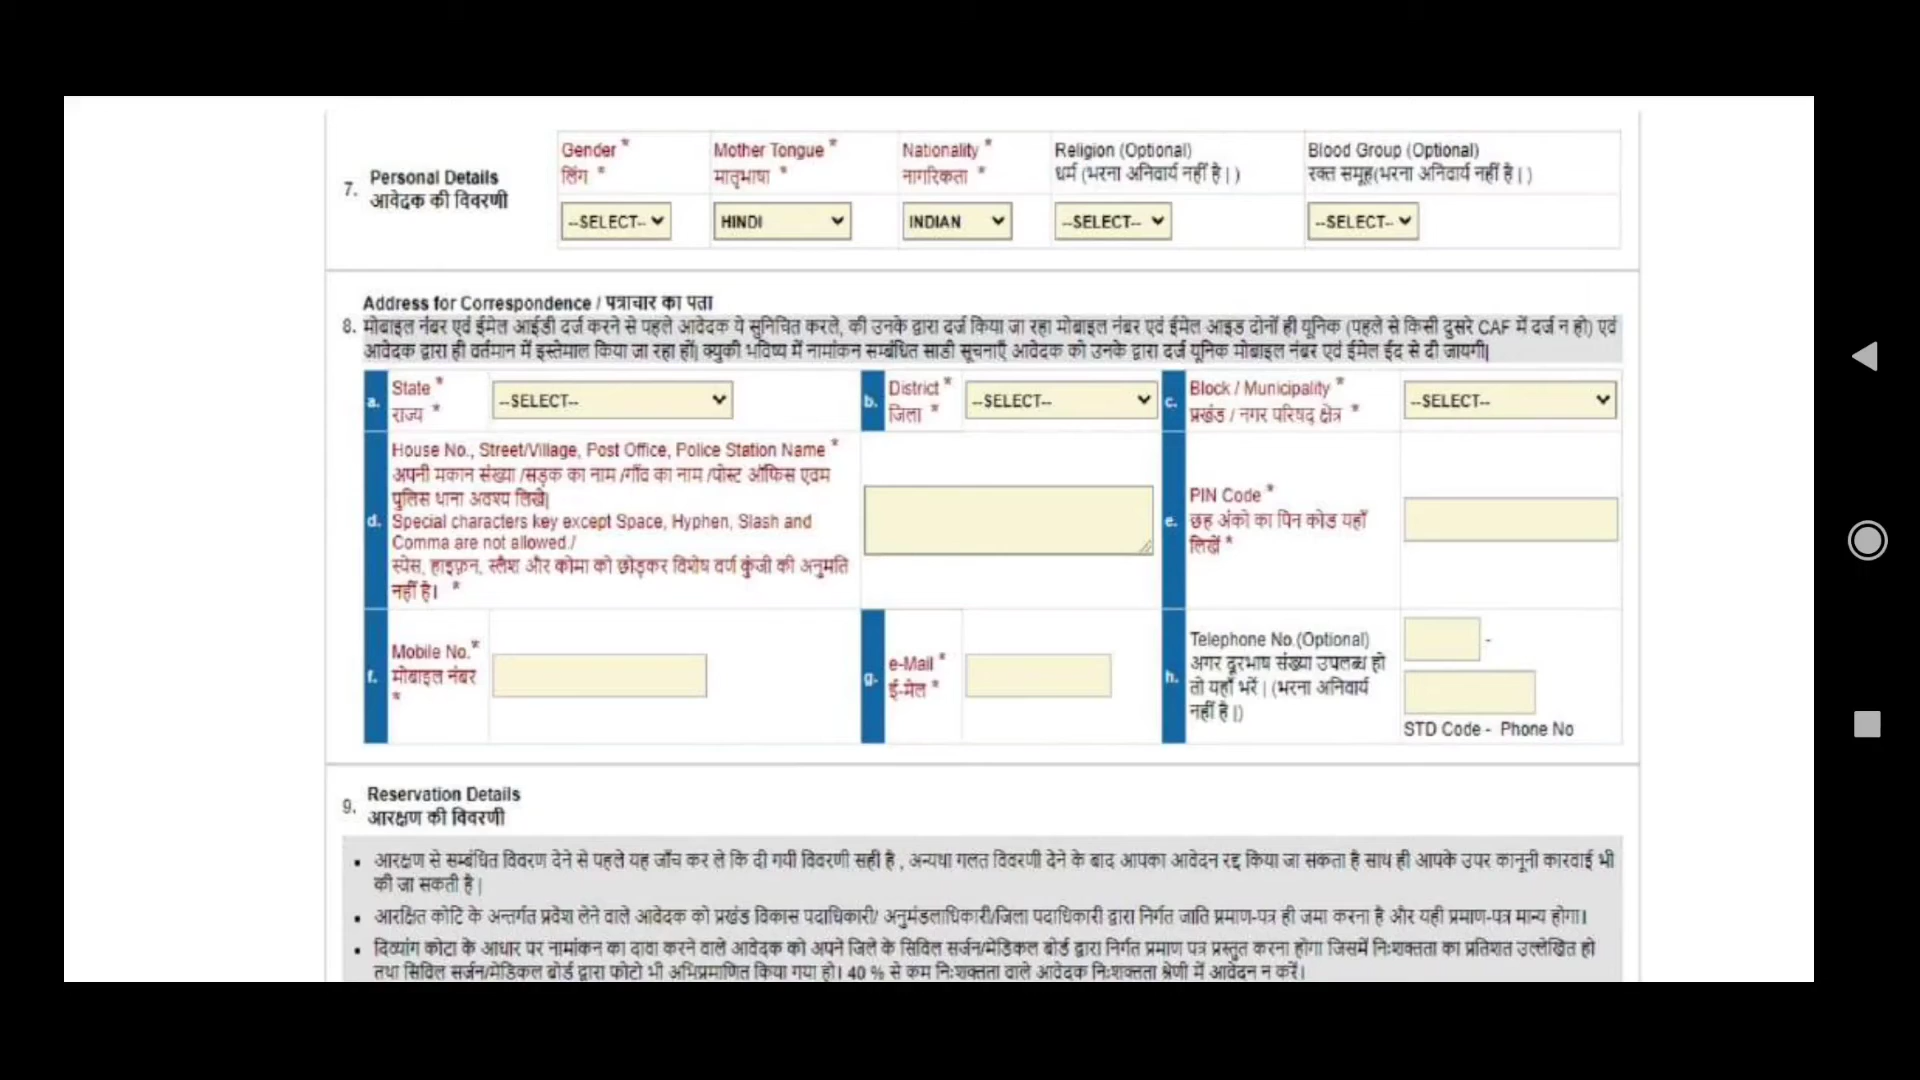 7.
Personal Details
आवेदक की विवरणी
Gender *
लिंग *
Mother Tongue *
मातृभाषा *
Nationality *
नागरिकता *
Religion (Optional)
धर्म (भरना अनिवार्य नहीं है | )
Blood Group (Optional)
रक्त समूह(भरना अनिवार्य नहीं है | )
--SELECT--
HINDI
INDIAN
--SELECT--
--SELECT--
Address for Correspondence / पत्राचार का पता
8.
मोबाइल नंबर एवं ईमेल आईडी दर्ज करने से पहले आवेदक ये सुनिचित करले, की उनके द्वारा दर्ज किया जा रहा मोबाइल नंबर एवं ईमेल आइड दोनों ही यूनिक (पहले से किसी दुसरे CAF में दर्ज न हो) एवं
आवेदक द्वारा ही वर्तमान में इस्तेमाल किया जा रहा हों| क्युकी भविष्य में नामांकन सम्बंधित साडी सूचनाएँ आवेदक को उनके द्वारा दर्ज यूनिक मोबाइल नंबर एवं ईमेल ईद से दी जायगी|
a.
State *
राज्य *
--SELECT--
b.
District *
जिला *
--SELECT--
c.
Block / Municipality *
प्रखंड / नगर परिषद् क्षेत्र *
--SELECT--
d.
House No., Street/Village, Post Office, Police Station Name *
अपनी मकान संख्या /सड़क का नाम /गाँव का नाम /पोस्ट ऑफिस एवम
पुलिस थाना अवश्य लिखें|
Special characters key except Space, Hyphen, Slash and
Comma are not allowed./
स्पेस, हाइफ़न, स्लैश और कोमा को छोड़कर विशेष वर्ण कुंजी की अनुमति
नहीं है। *
e.
PIN Code *
छह अंको का पिन कोड यहाँ
लिखें *
f.
Mobile No.*
मोबाइल नंबर
*
g.
e-Mail *
ई-मेल *
h.
Telephone No.(Optional)
अगर दूरभाष संख्या उपलब्ध हो
तो यहाँ भरें | (भरना अनिवार्य
नहीं है |)
-
STD Code - Phone No
9.
Reservation Details
आरक्षण की विवरणी
• आरक्षण से सम्बंधित विवरण देने से पहले यह जाँच कर ले कि दी गयी विवरणी सही है , अन्यथा गलत विवरणी देने के बाद आपका आवेदन रद्द किया जा सकता है साथ ही आपके उपर कानूनी कारवाई भी
की जा सकती है |
• आरक्षित कोटि के अन्तर्गत प्रवेश लेने वाले आवेदक को प्रखंड विकास पदाधिकारी/ अनुमंडलाधिकारी/जिला पदाधिकारी द्वारा निर्गत जाति प्रमाण-पत्र ही जमा करना है और यही प्रमाण-पत्र मान्य होगा।
• दिव्यांग कोटा के आधार पर नामांकन का दावा करने वाले आवेदक को अपने जिले के सिविल सर्जन/मेडिकल बोर्ड द्वारा निर्गत प्रमाण पत्र प्रस्तुत करना होगा जिसमें निःशक्तता का प्रतिशत उल्लेखित हो
तथा सिविल सर्जन/मेडिकल बोर्ड द्वारा फोटो भी अभिप्रमाणित किया गया हो। 40 % से कम निःशक्तता वाले आवेदक निःशक्तता श्रेणी में आवेदन न करें।